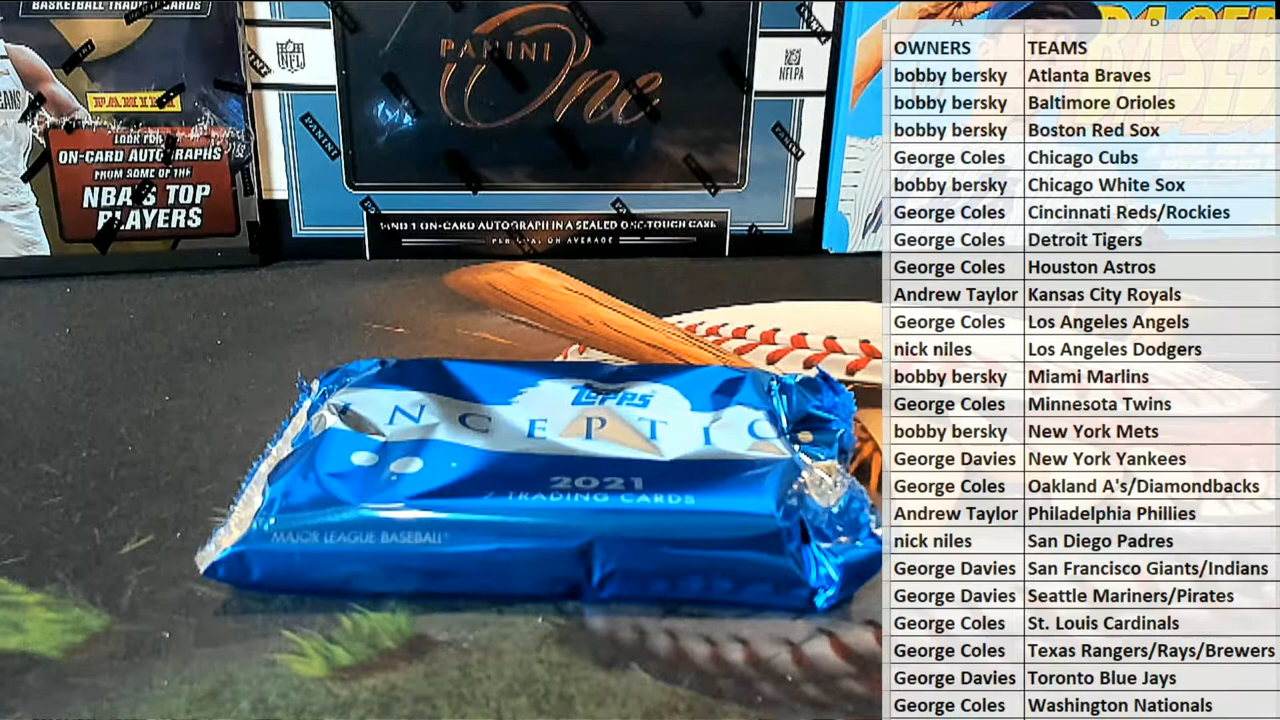 BASKETBALL TRADING CARDS
LOOK FOR
ON-CARD AUTOGRAPHS
FROM SOME OF THE
NBA'S TOP
PLAYERS
NFL
PANINI
One
NFLPA
PANINI
FIND 1 ON-CARD AUTOGRAPH IN A SEALED ONE-TOUCH CASE
PER BOX, ON AVERAGE
TOPPS
INCEPTIO
2021
TRADING CARDS
MAJOR LEAGUE BASEBALL
A B
OWNERS TEAMS
bobby bersky Atlanta Braves
bobby bersky Baltimore Orioles
bobby bersky Boston Red Sox
George Coles Chicago Cubs
bobby bersky Chicago White Sox
George Coles Cincinnati Reds/Rockies
George Coles Detroit Tigers
George Coles Houston Astros
Andrew Taylor Kansas City Royals
George Coles Los Angeles Angels
nick niles Los Angeles Dodgers
bobby bersky Miami Marlins
George Coles Minnesota Twins
bobby bersky New York Mets
George Davies New York Yankees
George Coles Oakland A's/Diamondbacks
Andrew Taylor Philadelphia Phillies
nick niles San Diego Padres
George Davies San Francisco Giants/Indians
George Davies Seattle Mariners/Pirates
George Coles St. Louis Cardinals
George Coles Texas Rangers/Rays/Brewers
George Davies Toronto Blue Jays
George Coles Washington Nationals